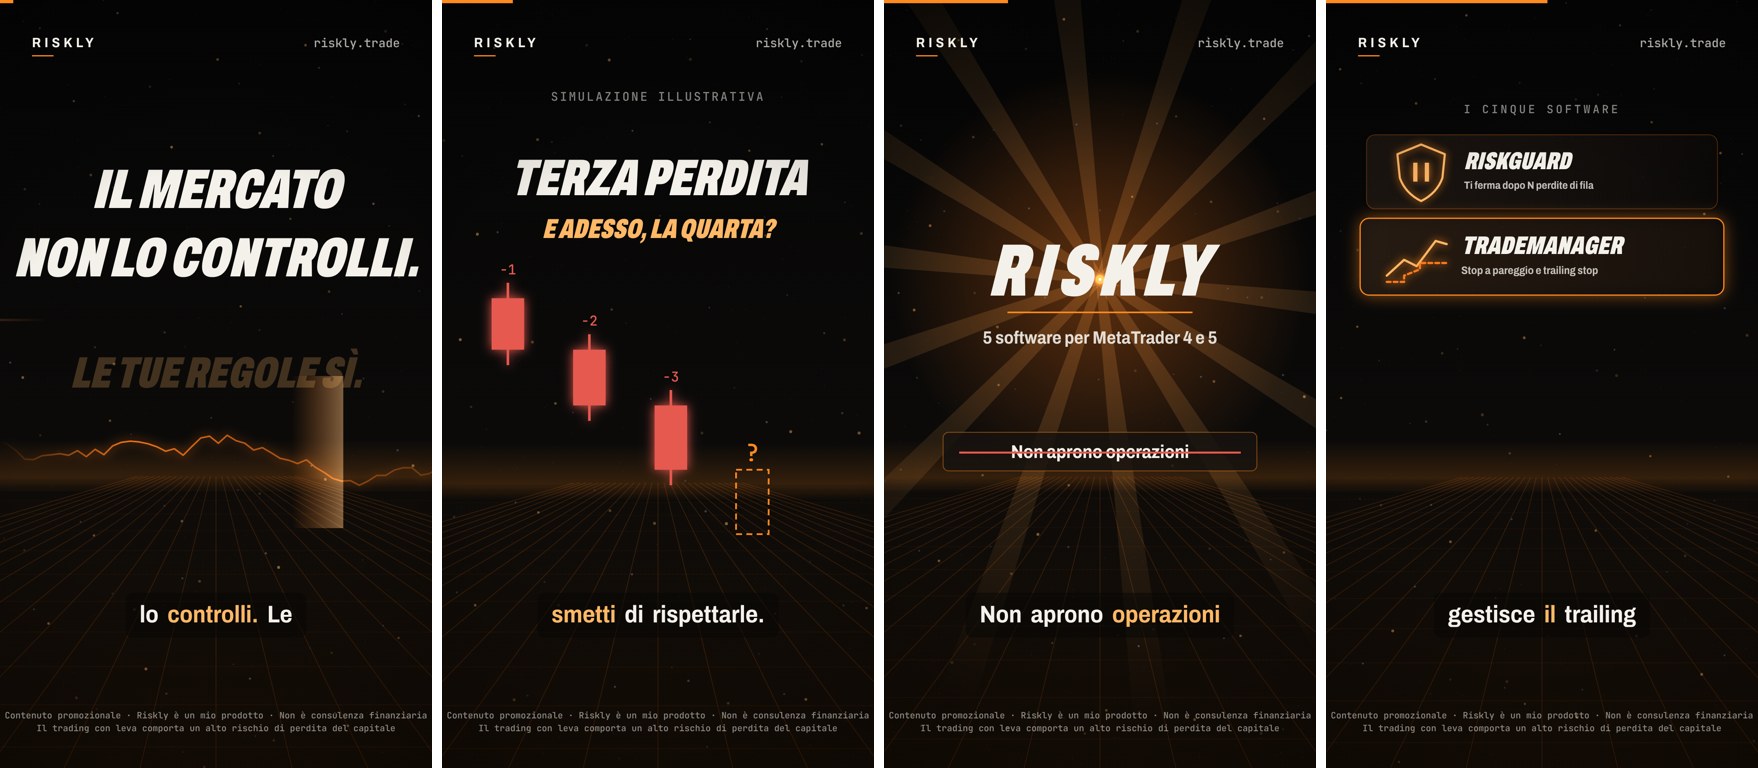 RISKLY
riskly.trade
IL MERCATO
NON LO CONTROLLI.
LE TUE REGOLE SÌ.
lo controlli. Le
Contenuto promozionale · Riskly è un mio prodotto · Non è consulenza finanziaria
Il trading con leva comporta un alto rischio di perdita del capitale
RISKLY
riskly.trade
SIMULAZIONE ILLUSTRATIVA
TERZA PERDITA
E ADESSO, LA QUARTA?
-1
-2
-3
?
smetti di rispettarle.
Contenuto promozionale · Riskly è un mio prodotto · Non è consulenza finanziaria
Il trading con leva comporta un alto rischio di perdita del capitale
RISKLY
riskly.trade
RISKLY
5 software per MetaTrader 4 e 5
Non aprono operazioni
Non aprono operazioni
Contenuto promozionale · Riskly è un mio prodotto · Non è consulenza finanziaria
Il trading con leva comporta un alto rischio di perdita del capitale
RISKLY
riskly.trade
I CINQUE SOFTWARE
RISKGUARD
Ti ferma dopo N perdite di fila
TRADEMANAGER
Stop a pareggio e trailing stop
gestisce il trailing
Contenuto promozionale · Riskly è un mio prodotto · Non è consulenza finanziaria
Il trading con leva comporta un alto rischio di perdita del capitale